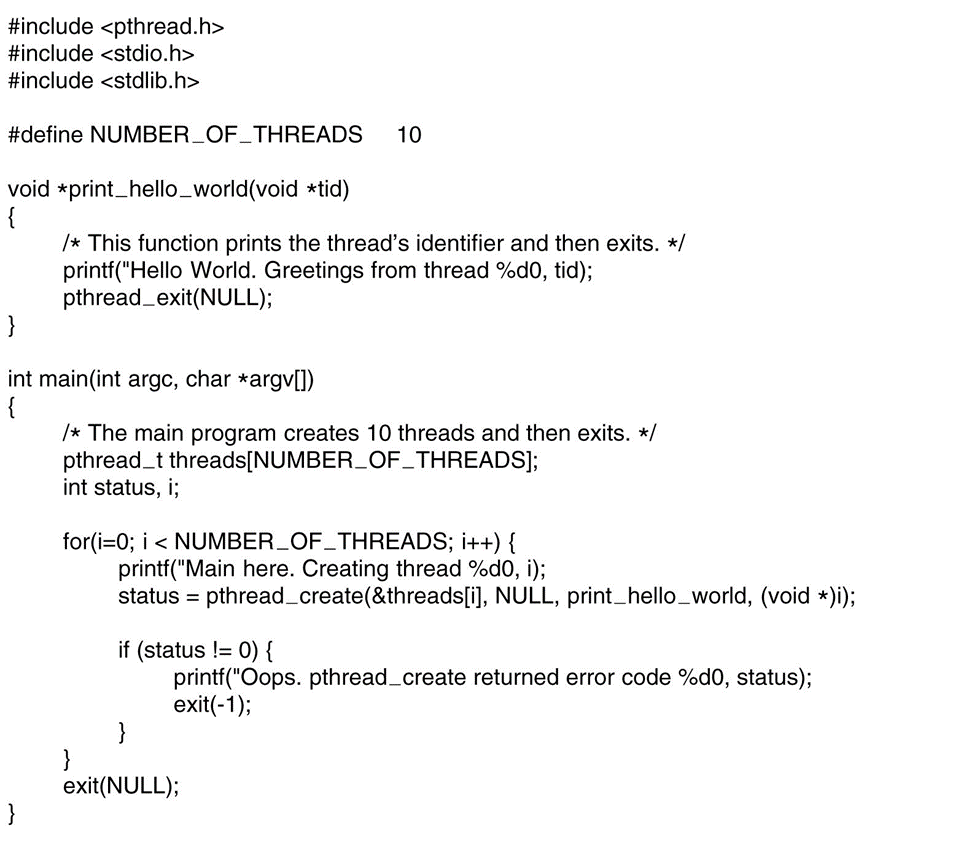 #include <pthread.h>
#include <stdio.h>
#include <stdlib.h>
#define NUMBER_OF_THREADS 10
void *print_hello_world(void *tid)
{
/* This function prints the thread’s identifier and then exits. */
printf("Hello World. Greetings from thread %d0, tid);
pthread_exit(NULL);
}
int main(int argc, char *argv[])
{
/* The main program creates 10 threads and then exits. */
pthread_t threads[NUMBER_OF_THREADS];
int status, i;
for(i=0; i < NUMBER_OF_THREADS; i++) {
printf("Main here. Creating thread %d0, i);
status = pthread_create(&threads[i], NULL, print_hello_world, (void *)i);
if (status != 0) {
printf("Oops. pthread_create returned error code %d0, status);
exit(-1);
}
}
exit(NULL);
}